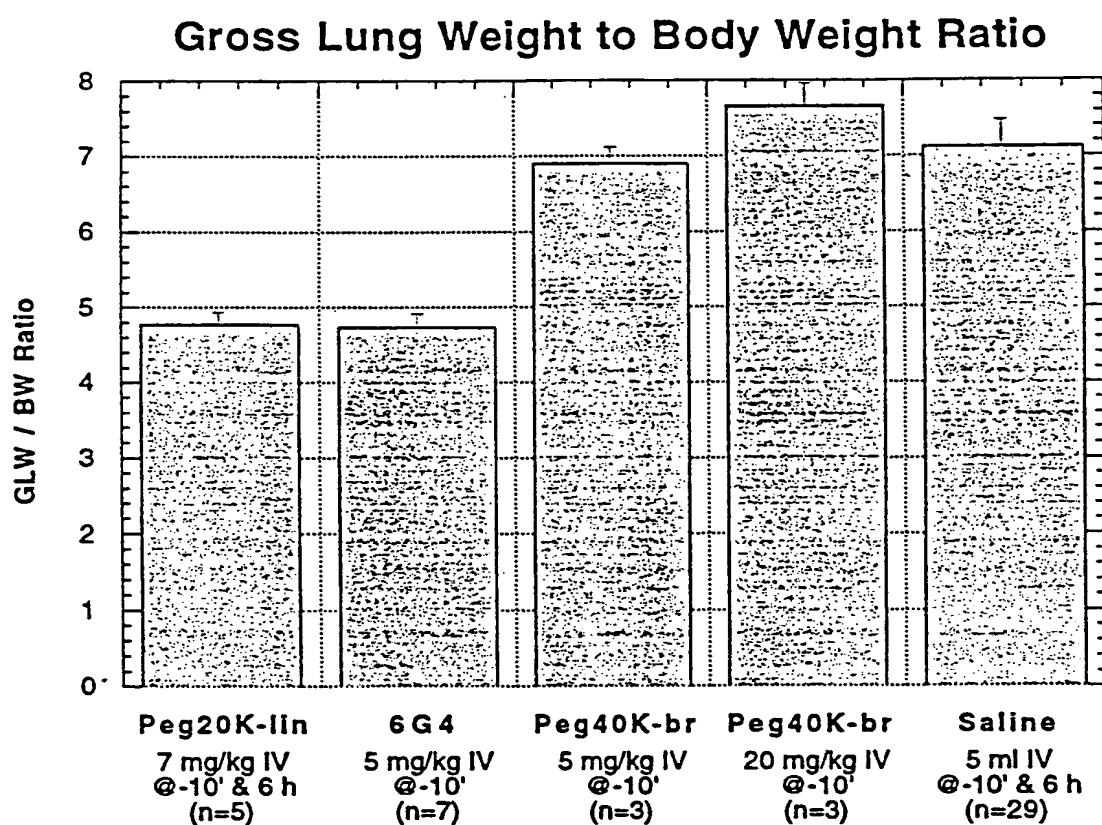 Gross Lung Weight to Body Weight Ratio
GLW / BW Ratio
8
7
6
5
4
3
2
1
0
Peg20K-lin 6G4 Peg40K-br Peg40K-br Saline
7 mg/kg IV 5 mg/kg IV 5 mg/kg IV 20 mg/kg IV 5 ml IV
@-10' & 6 h @-10' @-10' @-10' @-10' & 6 h
(n=5) (n=7) (n=3) (n=3) (n=29)